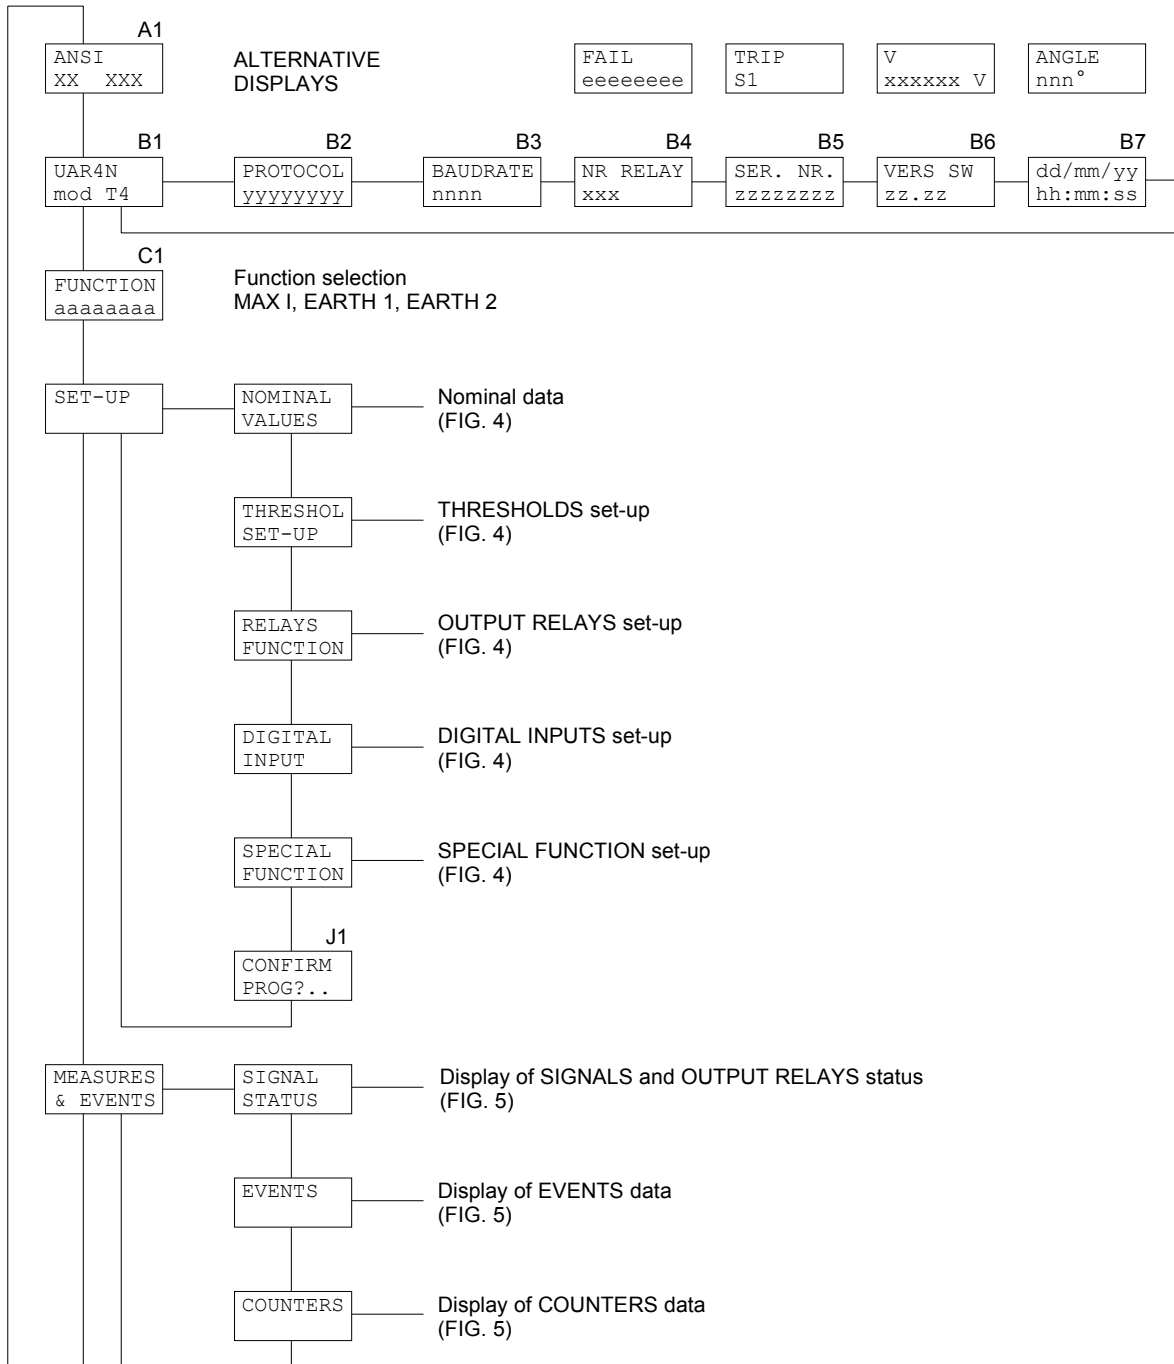 A1
ANSI
XX XXX
ALTERNATIVE
DISPLAYS
FAIL
eeeeeeee
TRIP
S1
V
xxxxxx V
ANGLE
nnn°
B1
UAR4N
mod T4
B2
PROTOCOL
yyyyyyyy
B3
BAUDRATE
nnnn
B4
NR RELAY
xxx
B5
SER. NR.
zzzzzzzz
B6
VERS SW
zz.zz
B7
dd/mm/yy
hh:mm:ss
C1
FUNCTION
aaaaaaaa
Function selection
MAX I, EARTH 1, EARTH 2
SET-UP
NOMINAL
VALUES
Nominal data
(FIG. 4)
THRESHOL
SET-UP
THRESHOLDS set-up
(FIG. 4)
RELAYS
FUNCTION
OUTPUT RELAYS set-up
(FIG. 4)
DIGITAL
INPUT
DIGITAL INPUTS set-up
(FIG. 4)
SPECIAL
FUNCTION
SPECIAL FUNCTION set-up
(FIG. 4)
J1
CONFIRM
PROG?..
MEASURES
& EVENTS
SIGNAL
STATUS
Display of SIGNALS and OUTPUT RELAYS status
(FIG. 5)
EVENTS
Display of EVENTS data
(FIG. 5)
COUNTERS
Display of COUNTERS data
(FIG. 5)